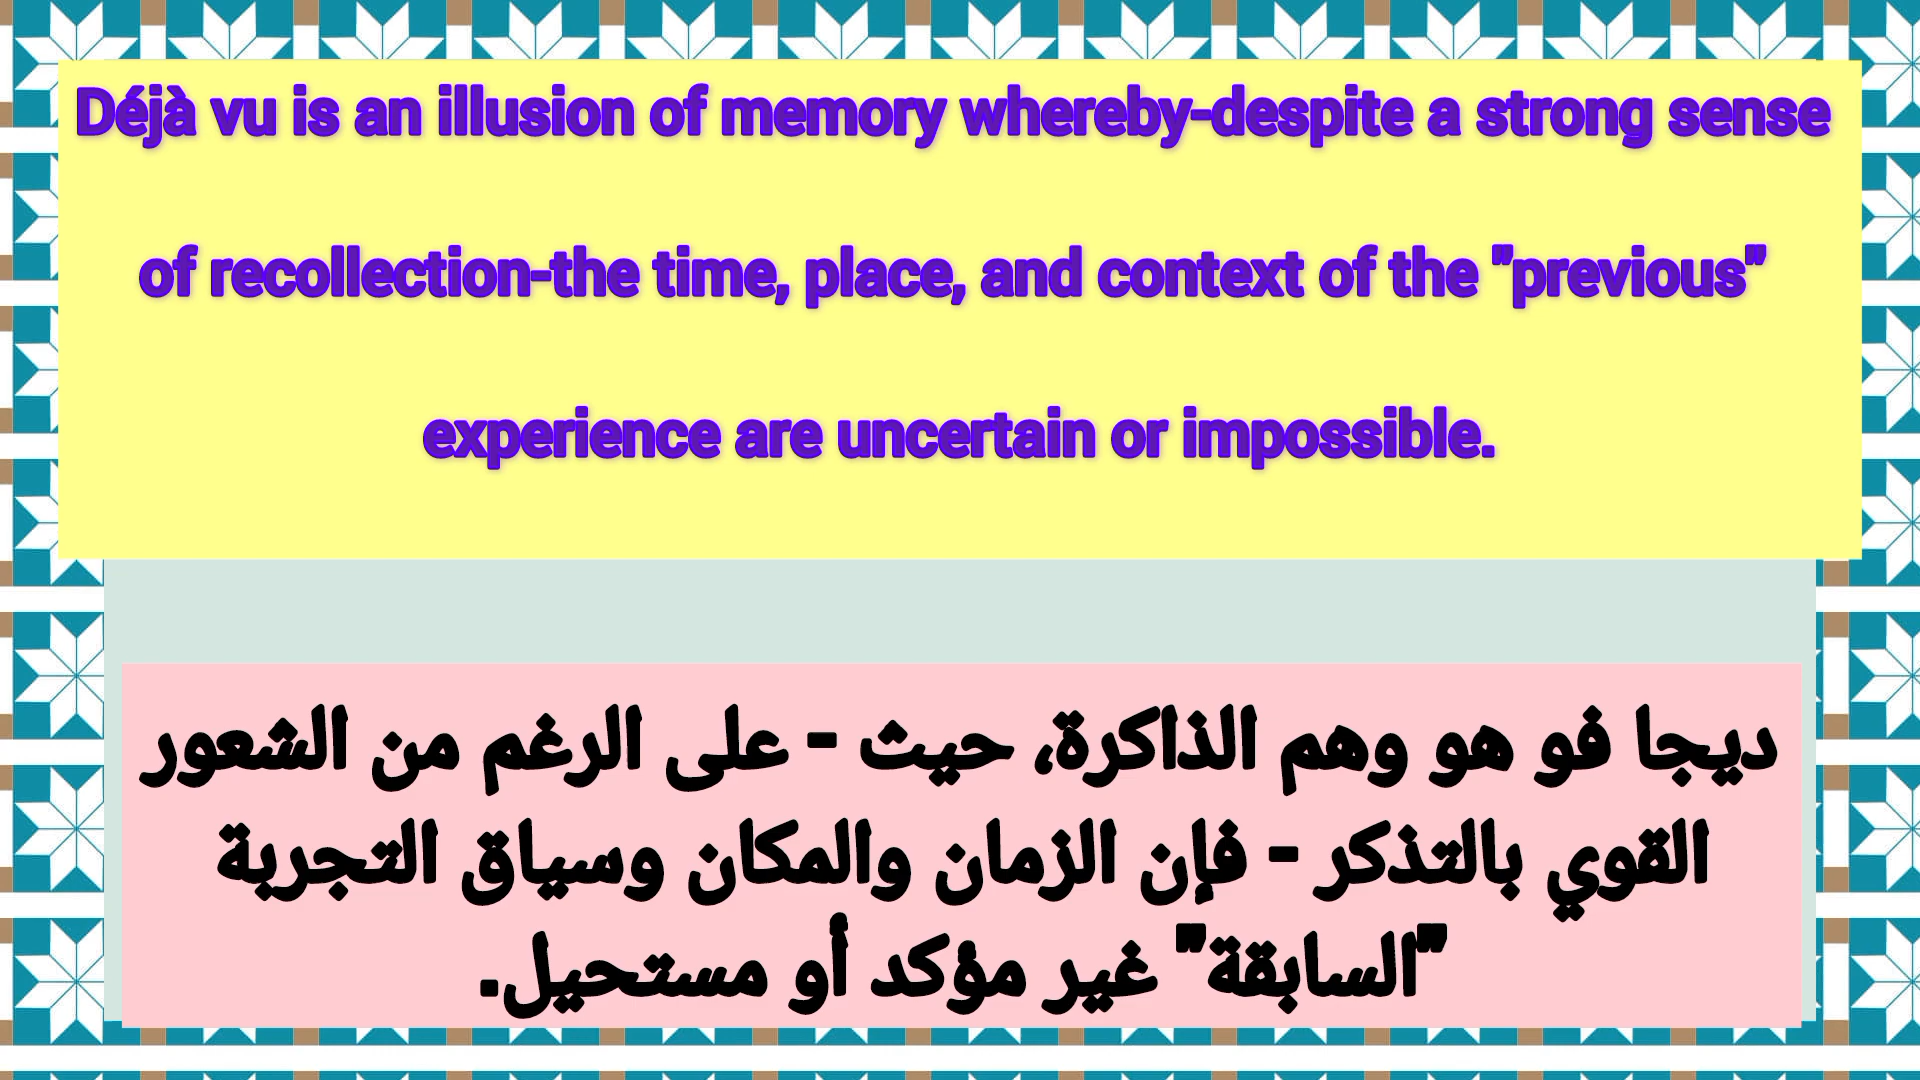 Déjà vu is an illusion of memory whereby-despite a strong sense
of recollection-the time, place, and context of the "previous"
experience are uncertain or impossible.
ديجا فو هو وهم الذاكرة، حيث - على الرغم من الشعور
القوي بالتذكر - فإن الزمان والمكان وسياق التجربة
"السابقة" غير مؤكد أو مستحيل.